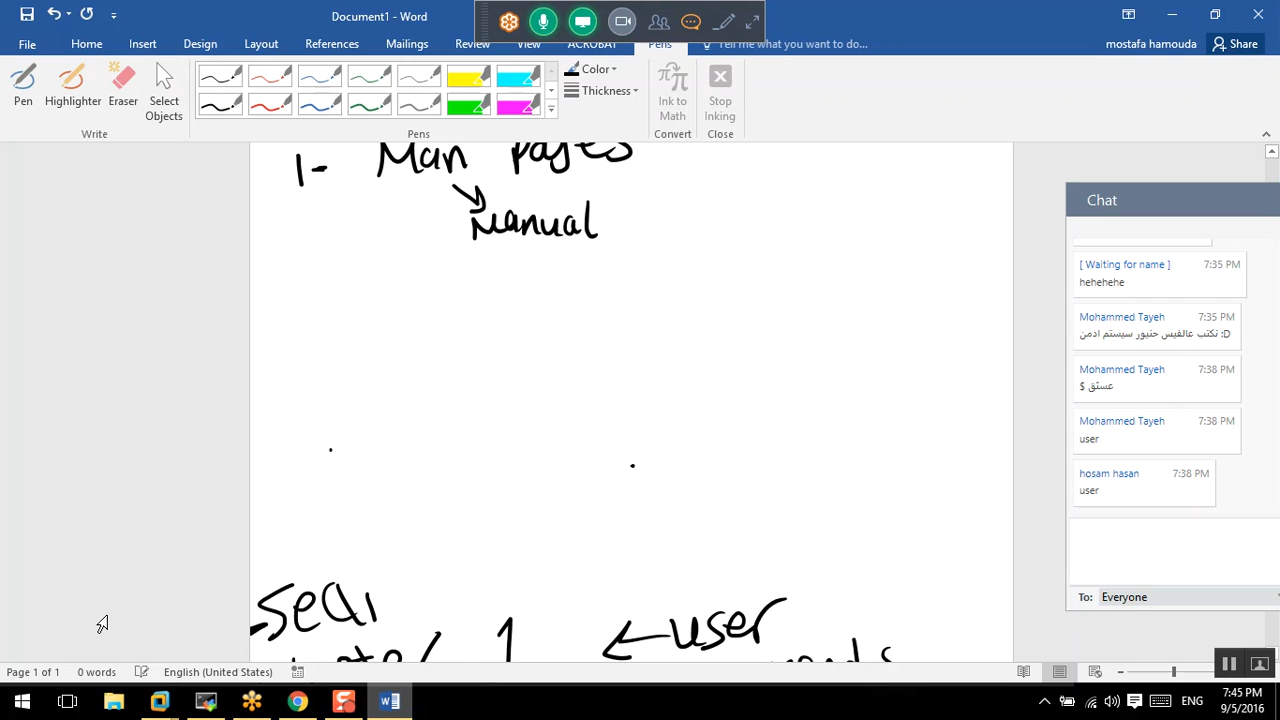 Document1 - Word
File Home Insert Design Layout References Mailings Review View ACROBAT Pens Tell me what you want to do... mostafa hamouda Share
Pen Highlighter Eraser Select Objects
Color
Thickness
Ink to Math Stop Inking
Write Pens Convert Close
1- Man pages
Manual
Chat
[ Waiting for name ] 7:35 PM
hehehehe
Mohammed Tayeh 7:35 PM
نكتب عالفيس جنيور سيستم ادمن :D
Mohammed Tayeh 7:38 PM
$ عسثق
Mohammed Tayeh 7:38 PM
user
hosam hasan 7:38 PM
user
To: Everyone
1 ← user
Page 1 of 1 0 words English (United States)
ENG 7:45 PM
9/5/2016